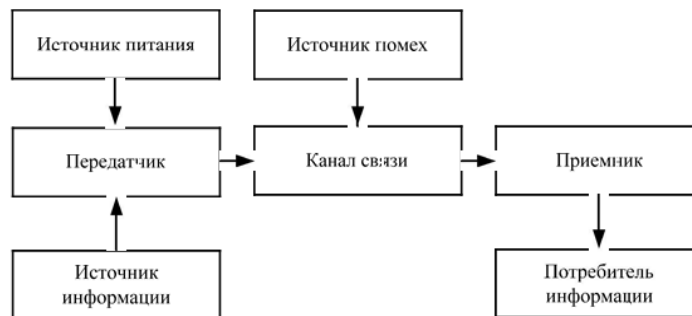 Источник питания
Источник помех
Передатчик
Канал связи
Приемник
Источник
информации
Потребитель
информации